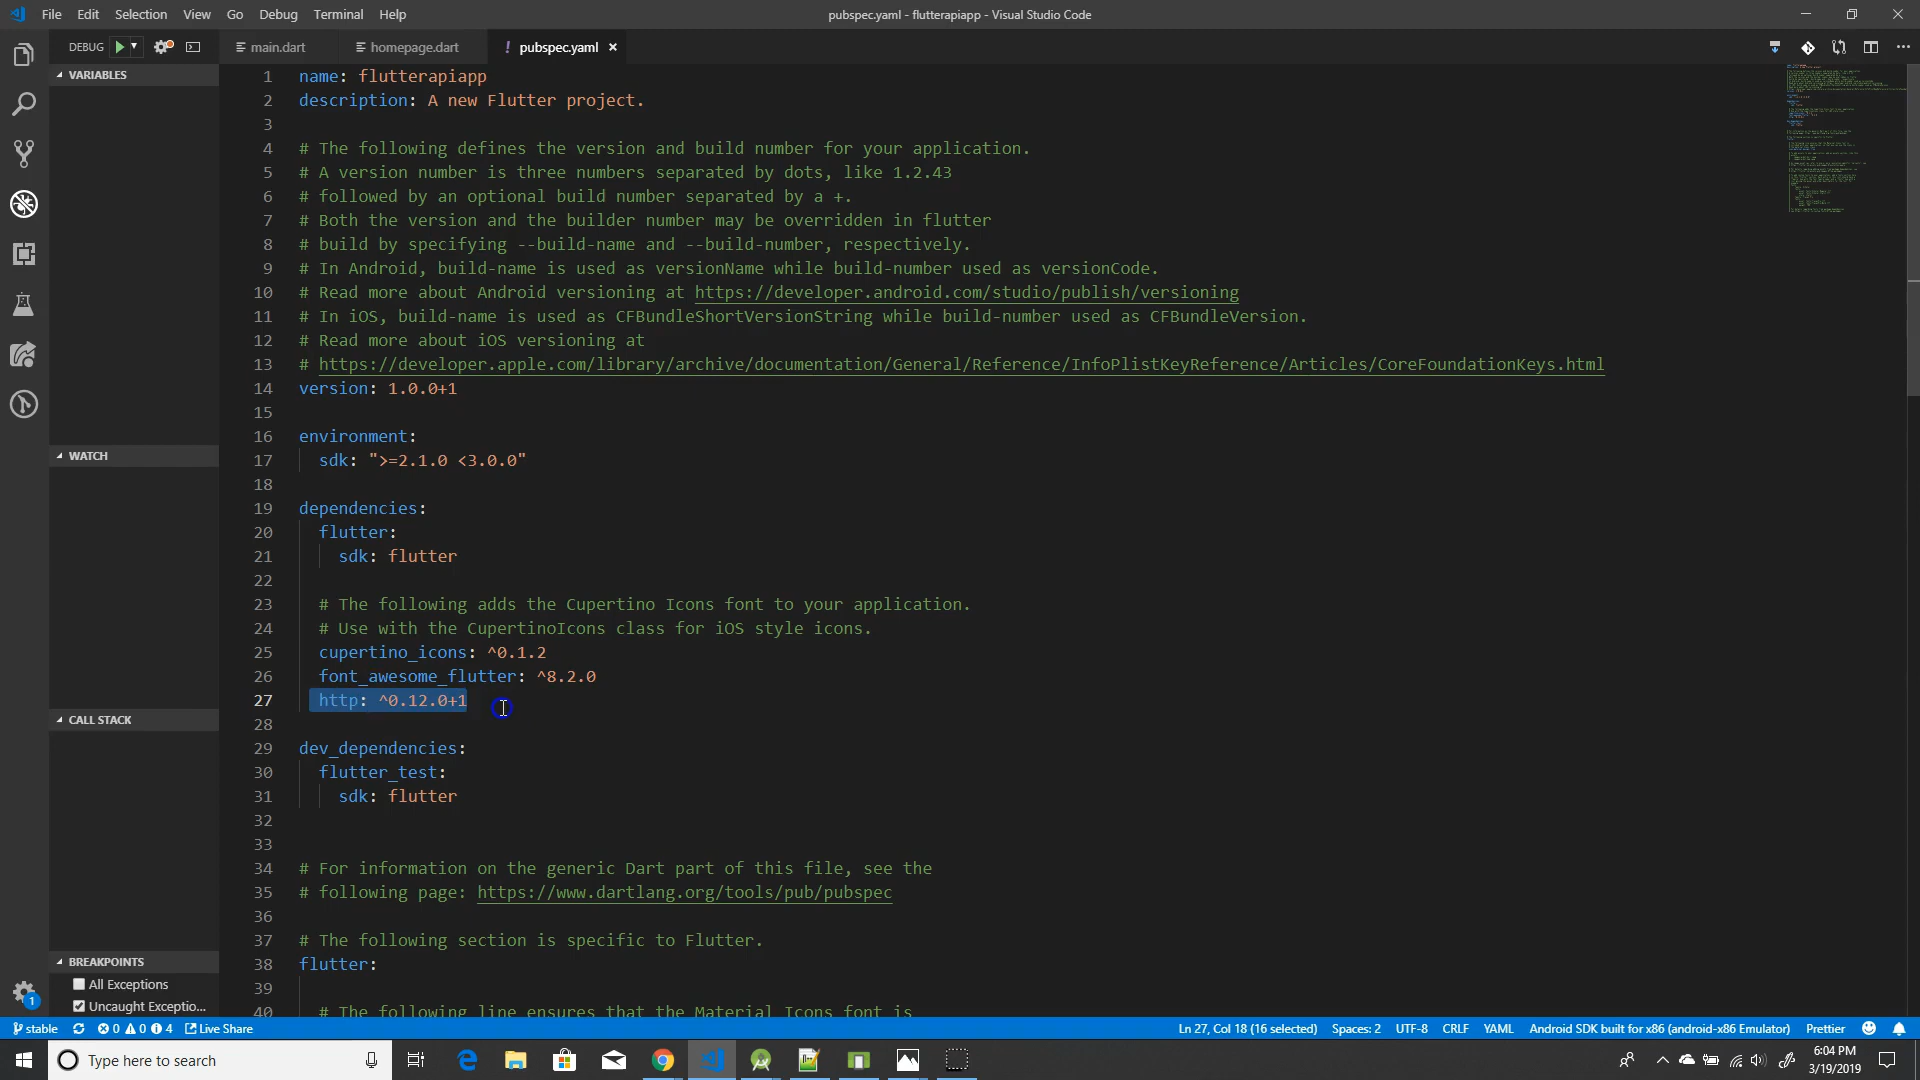 File Edit Selection View Go Debug Terminal Help
pubspec.yaml - flutterapiapp - Visual Studio Code
DEBUG
main.dart
homepage.dart
! pubspec.yaml
VARIABLES
WATCH
CALL STACK
BREAKPOINTS
All Exceptions
Uncaught Exceptio...
1 name: flutterapiapp
2 description: A new Flutter project.
3
4 # The following defines the version and build number for your application.
5 # A version number is three numbers separated by dots, like 1.2.43
6 # followed by an optional build number separated by a +.
7 # Both the version and the builder number may be overridden in flutter
8 # build by specifying --build-name and --build-number, respectively.
9 # In Android, build-name is used as versionName while build-number used as versionCode.
10 # Read more about Android versioning at https://developer.android.com/studio/publish/versioning
11 # In iOS, build-name is used as CFBundleShortVersionString while build-number used as CFBundleVersion.
12 # Read more about iOS versioning at
13 # https://developer.apple.com/library/archive/documentation/General/Reference/InfoPlistKeyReference/Articles/CoreFoundationKeys.html
14 version: 1.0.0+1
15
16 environment:
17 sdk: ">=2.1.0 <3.0.0"
18
19 dependencies:
20 flutter:
21 sdk: flutter
22
23 # The following adds the Cupertino Icons font to your application.
24 # Use with the CupertinoIcons class for iOS style icons.
25 cupertino_icons: ^0.1.2
26 font_awesome_flutter: ^8.2.0
27 http: ^0.12.0+1
28
29 dev_dependencies:
30 flutter_test:
31 sdk: flutter
32
33
34 # For information on the generic Dart part of this file, see the
35 # following page: https://www.dartlang.org/tools/pub/pubspec
36
37 # The following section is specific to Flutter.
38 flutter:
39
40 # The following line ensures that the Material Icons font is
1
stable 0 0 4 Live Share
Ln 27, Col 18 (16 selected) Spaces: 2 UTF-8 CRLF YAML Android SDK built for x86 (android-x86 Emulator) Prettier
Type here to search
6:04 PM
3/19/2019